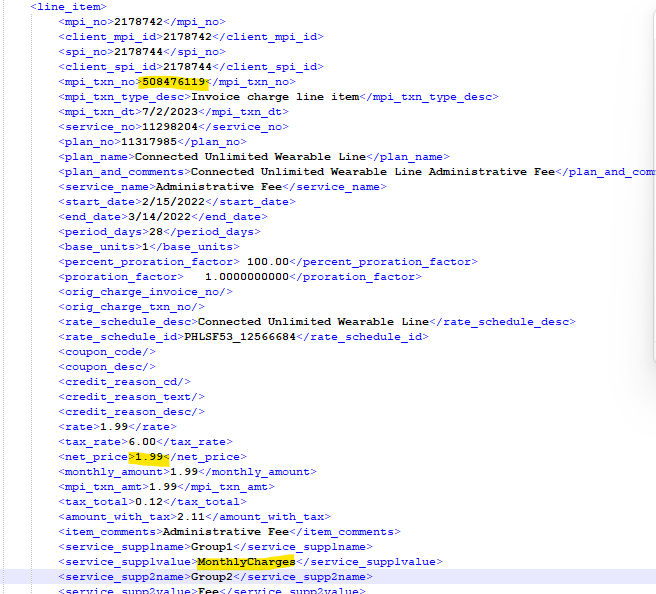 <line_item>
<mpi_no>2178742</mpi_no>
<client_mpi_id>2178742</client_mpi_id>
<spi_no>2178744</spi_no>
<client_spi_id>2178744</client_spi_id>
<mpi_txn_no>508476119</mpi_txn_no>
<mpi_txn_type_desc>Invoice charge line item</mpi_txn_type_desc>
<mpi_txn_dt>7/2/2023</mpi_txn_dt>
<service_no>11298204</service_no>
<plan_no>11317985</plan_no>
<plan_name>Connected Unlimited Wearable Line</plan_name>
<plan_and_comments>Connected Unlimited Wearable Line Administrative Fee</plan_and_com
<service_name>Administrative Fee</service_name>
<start_date>2/15/2022</start_date>
<end_date>3/14/2022</end_date>
<period_days>28</period_days>
<base_units>1</base_units>
<percent_proration_factor> 100.00</percent_proration_factor>
<proration_factor>   1.0000000000</proration_factor>
<orig_charge_invoice_no/>
<orig_charge_txn_no/>
<rate_schedule_desc>Connected Unlimited Wearable Line</rate_schedule_desc>
<rate_schedule_id>PHLSF53_12566684</rate_schedule_id>
<coupon_code/>
<coupon_desc/>
<credit_reason_cd/>
<credit_reason_text/>
<credit_reason_desc/>
<rate>1.99</rate>
<tax_rate>6.00</tax_rate>
<net_price>1.99</net_price>
<monthly_amount>1.99</monthly_amount>
<mpi_txn_amt>1.99</mpi_txn_amt>
<tax_total>0.12</tax_total>
<amount_with_tax>2.11</amount_with_tax>
<item_comments>Administrative Fee</item_comments>
<service_supp1name>Group1</service_supp1name>
<service_supp1value>MonthlyCharges</service_supp1value>
<service_supp2name>Group2</service_supp2name>
<service_supp2value>Fee</service_supp2value>